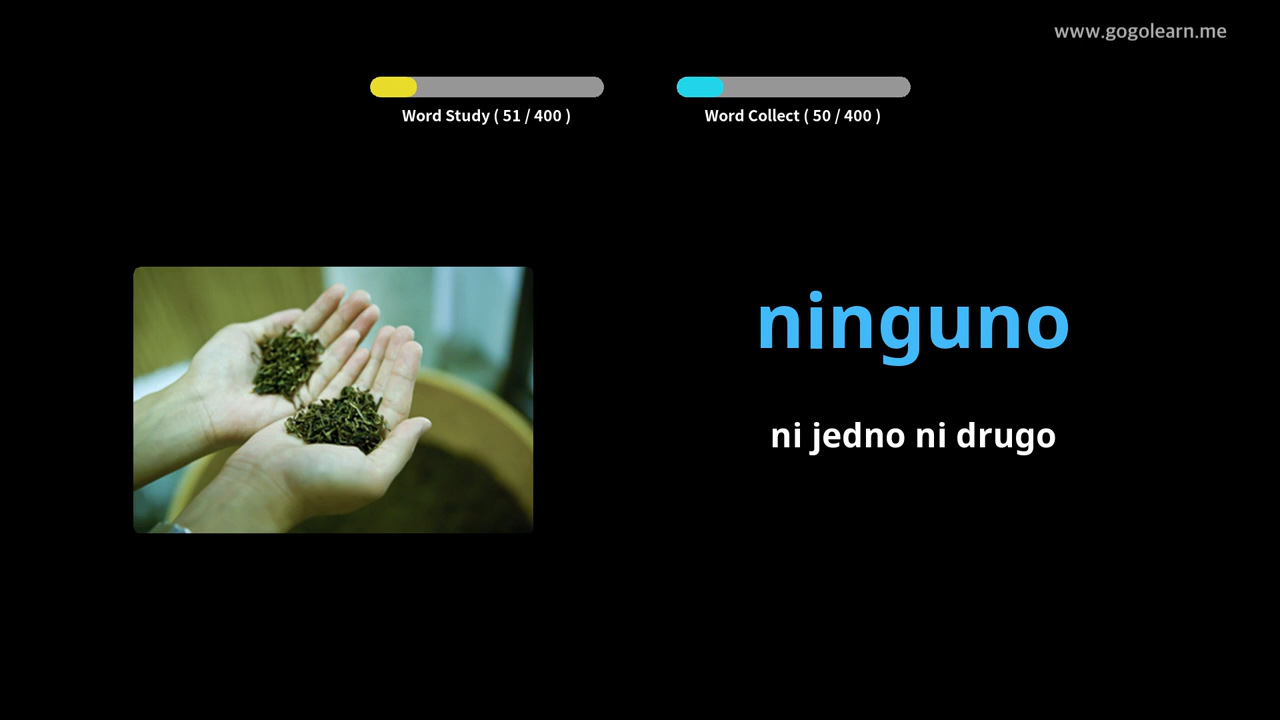 www.gogolearn.me
Word Study ( 51 / 400 )
Word Collect ( 50 / 400 )
ninguno
ni jedno ni drugo